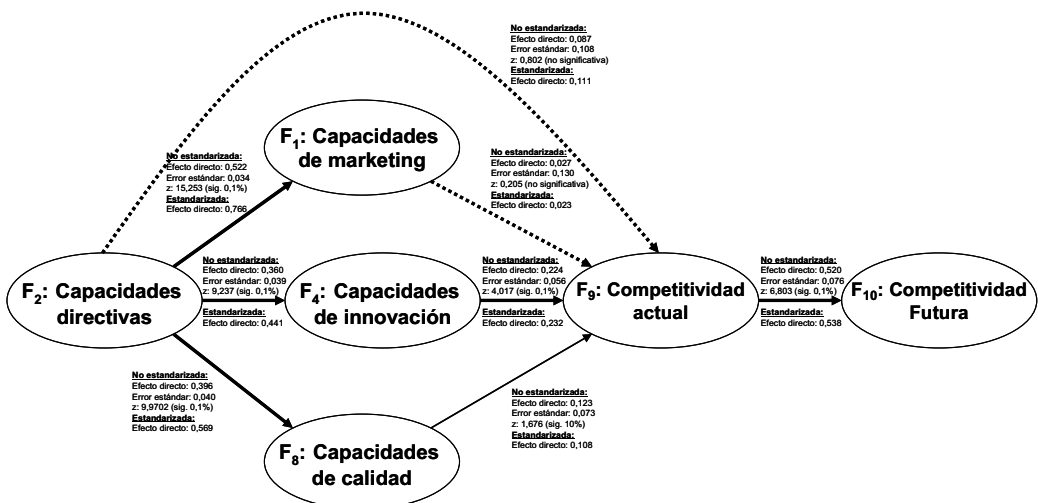 No estandarizada:
Efecto directo: 0,087
Error estándar: 0,108
z: 0,802 (no significativa)
Estandarizada:
Efecto directo: 0,111
F1: Capacidades
de marketing
No estandarizada:
Efecto directo: 0,522
Error estándar: 0,034
z: 15,253 (sig. 0,1%)
Estandarizada:
Efecto directo: 0,766
No estandarizada:
Efecto directo: 0,027
Error estándar: 0,130
z: 0,205 (no significativa)
Estandarizada:
Efecto directo: 0,023
F2: Capacidades
directivas
No estandarizada:
Efecto directo: 0,360
Error estándar: 0,039
z: 9,237 (sig. 0,1%)
Estandarizada:
Efecto directo: 0,441
F4: Capacidades
de innovación
No estandarizada:
Efecto directo: 0,224
Error estándar: 0,056
z: 4,017 (sig. 0,1%)
Estandarizada:
Efecto directo: 0,232
F9: Competitividad
actual
No estandarizada:
Efecto directo: 0,520
Error estándar: 0,076
z: 6,803 (sig. 0,1%)
Estandarizada:
Efecto directo: 0,538
F10: Competitividad
Futura
No estandarizada:
Efecto directo: 0,396
Error estándar: 0,040
z: 9,9702 (sig. 0,1%)
Estandarizada:
Efecto directo: 0,569
No estandarizada:
Efecto directo: 0,123
Error estándar: 0,073
z: 1,676 (sig. 10%)
Estandarizada:
Efecto directo: 0,108
F8: Capacidades
de calidad